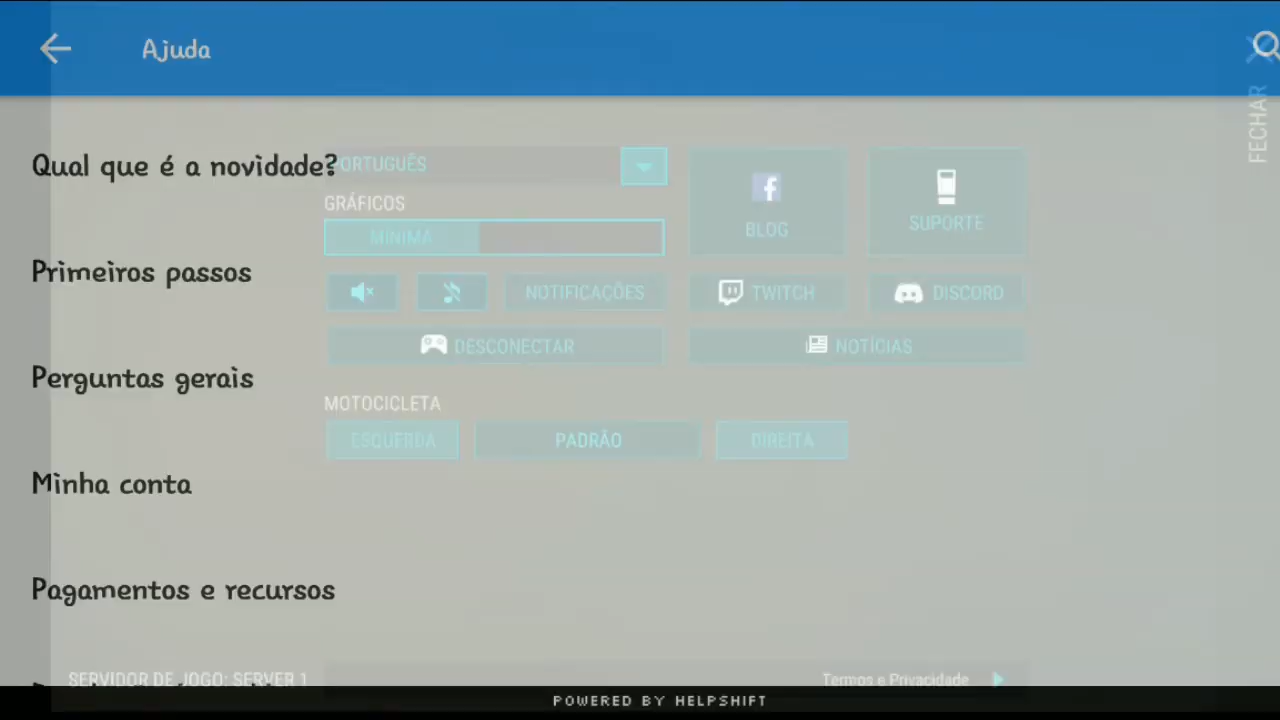 Ajuda
FECHAR
Qual que é a novidade?
PORTUGUÊS
GRÁFICOS
MÍNIMA
BLOG
SUPORTE
Primeiros passos
NOTIFICAÇÕES
TWITCH
DISCORD
DESCONECTAR
NOTÍCIAS
Perguntas gerais
MOTOCICLETA
ESQUERDA
PADRÃO
DIREITA
Minha conta
Pagamentos e recursos
SERVIDOR DE JOGO: SERVER 1
Termos e Privacidade
POWERED BY HELPSHIFT